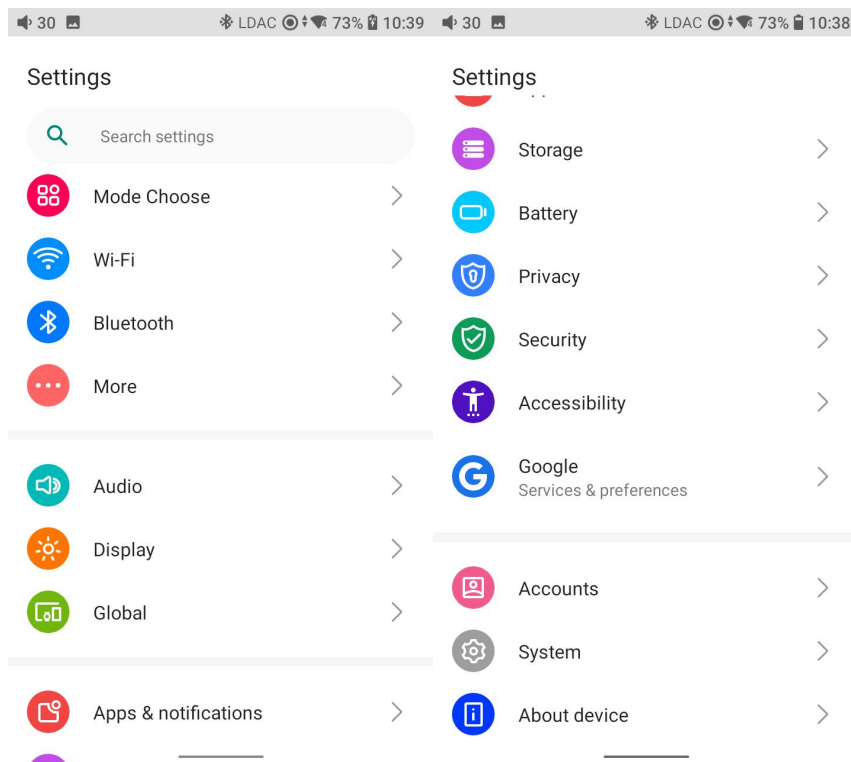 30 LDAC 73% 10:39
Settings
Search settings
Mode Choose
Wi-Fi
Bluetooth
More
Audio
Display
Global
Apps & notifications
30 LDAC 73% 10:38
Settings
Storage
Battery
Privacy
Security
Accessibility
Google
Services & preferences
Accounts
System
About device